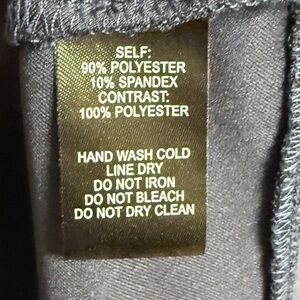 SELF:
90% POLYESTER
10% SPANDEX
CONTRAST:
100% POLYESTER
HAND WASH COLD
LINE DRY
DO NOT IRON
DO NOT BLEACH
DO NOT DRY CLEAN